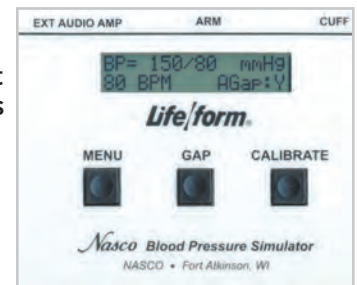 EXT AUDIO AMP ARM CUFF
BP= 150/80 mmHg
80 BPM AGap:Y
Life/form®
MENU GAP CALIBRATE
Nasco Blood Pressure Simulator
NASCO • Fort Atkinson, WI